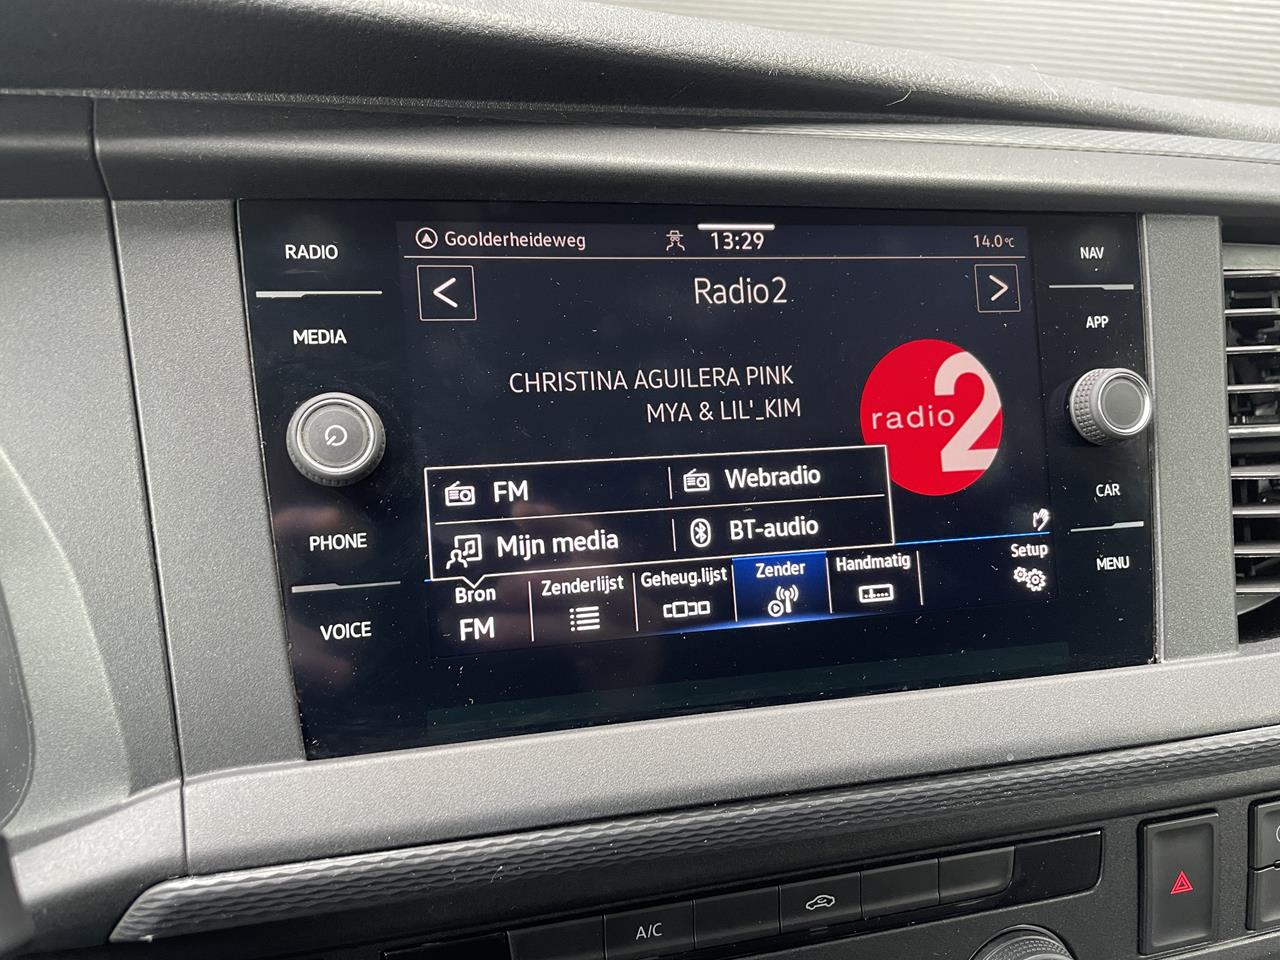 RADIO
MEDIA
PHONE
VOICE
Goolderheideweg
13:29
14.0°C
Radio2
CHRISTINA AGUILERA PINK
MYA & LIL'_KIM
radio 2
FM
Webradio
Mijn media
BT-audio
Bron
FM
Zenderlijst
Geheug.lijst
Zender
Handmatig
Setup
NAV
APP
CAR
MENU
A/C